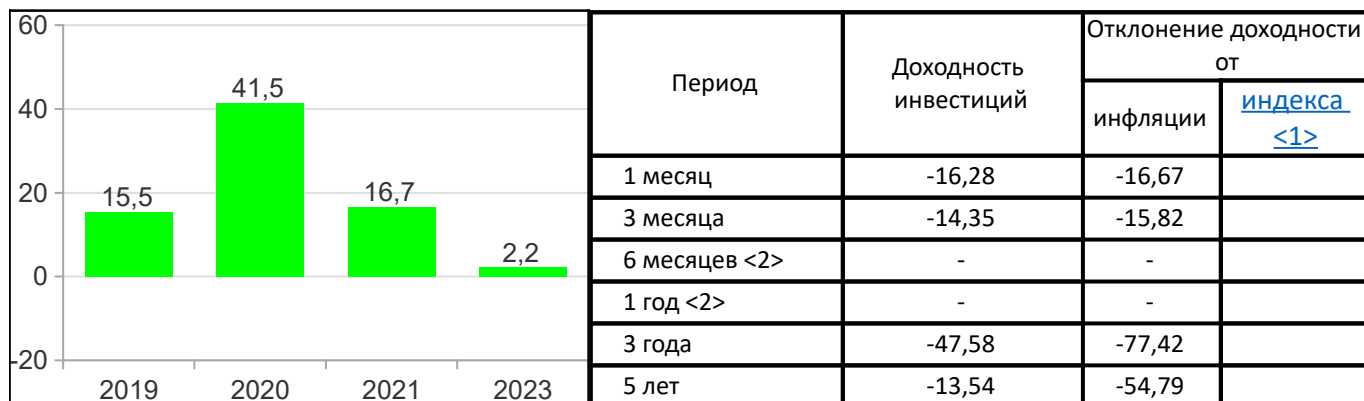 60
40
20
0
-20
15,5
41,5
16,7
2,2
2019 2020 2021 2023
Период
Доходность
инвестиций
Отклонение доходности
от
инфляции
индекса
<1>
1 месяц -16,28 -16,67
3 месяца -14,35 -15,82
6 месяцев <2> - -
1 год <2> - -
3 года -47,58 -77,42
5 лет -13,54 -54,79